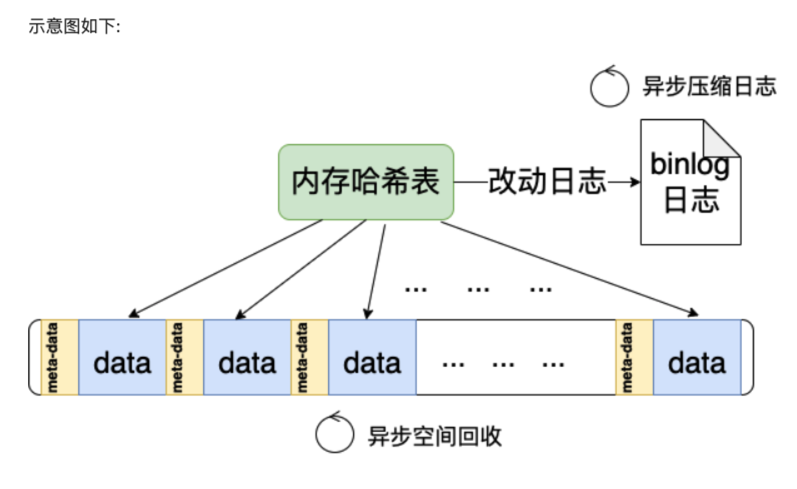 示意图如下:
异步压缩日志
内存哈希表
改动日志
binlog
日志
... ... ...
meta-data
data
meta-data
data
meta-data
data
... ... ...
meta-data
data
异步空间回收